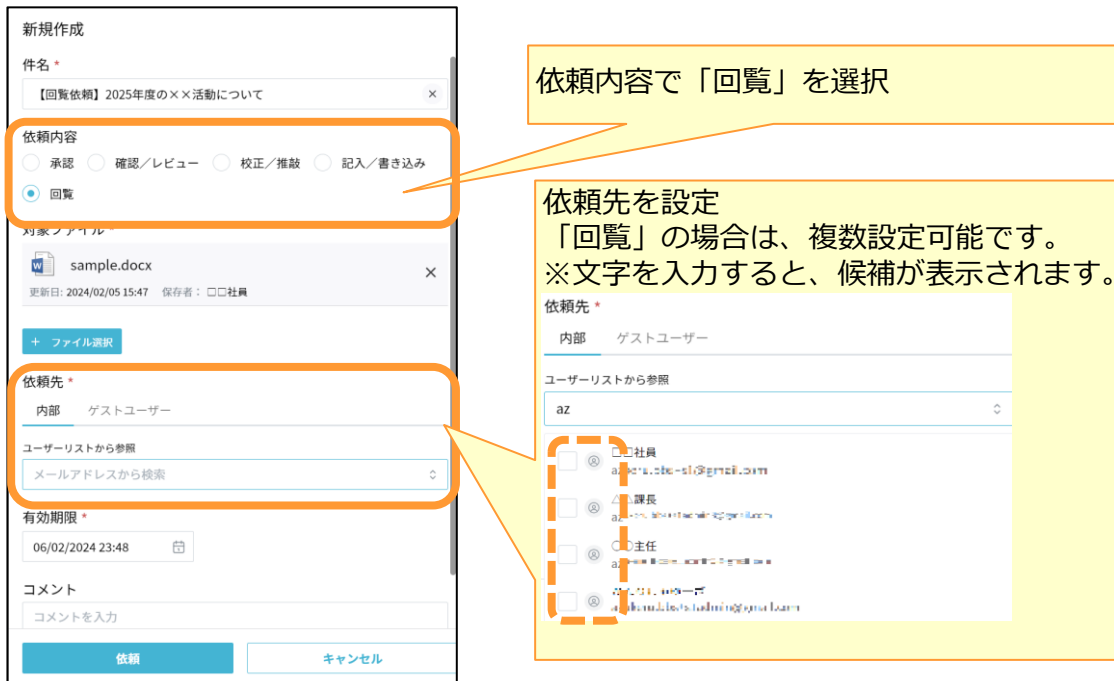 新規作成
件名 *
【回覧依頼】2025年度の××活動について
依頼内容
承認 確認／レビュー 校正／推敲 記入／書き込み
回覧
対象ファイル *
sample.docx
更新日: 2024/02/05 15:47 保存者： □□社員
+ ファイル選択
依頼先 *
内部 ゲストユーザー
ユーザーリストから参照
メールアドレスから検索
有効期限 *
06/02/2024 23:48
コメント
コメントを入力
依頼 キャンセル
依頼内容で「回覧」を選択
依頼先を設定
「回覧」の場合は、複数設定可能です。
※文字を入力すると、候補が表示されます。
依頼先 *
内部 ゲストユーザー
ユーザーリストから参照
az
□□社員
△△課長
○○主任